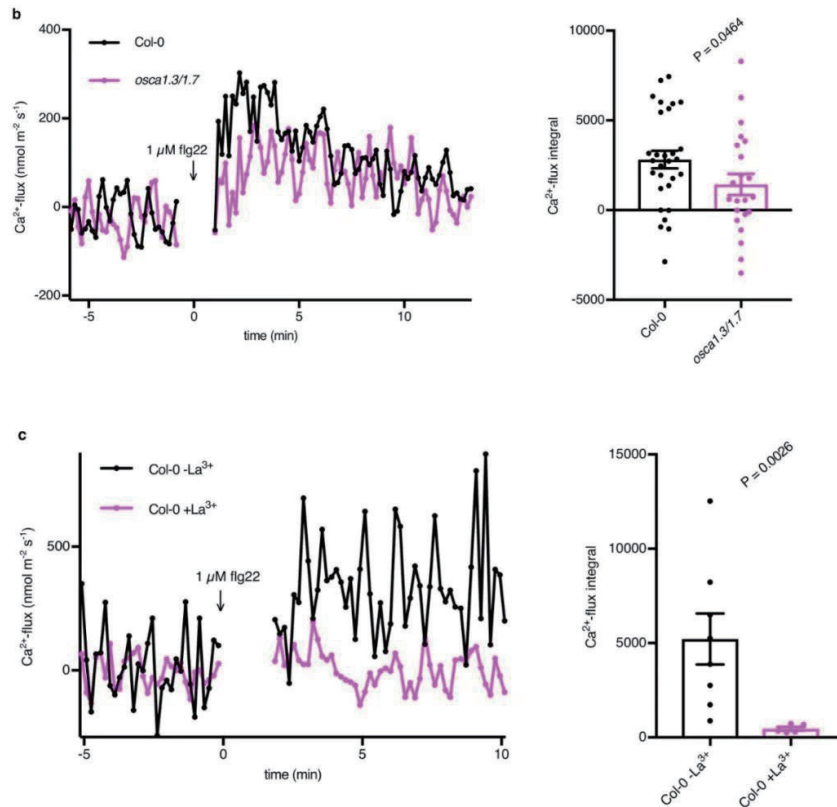 b
400
200
0
-200
Ca²⁺-flux (nmol m⁻² s⁻¹)
Col-0
osca1.3/1.7
1 µM flg22
-5
0
5
10
time (min)
10000
5000
0
-5000
Ca²⁺-flux integral
P = 0.0464
Col-0
osca1.3/1.7
c
500
0
Ca²⁺-flux (nmol m⁻² s⁻¹)
Col-0 -La³⁺
Col-0 +La³⁺
1 µM flg22
-5
0
5
10
time (min)
15000
10000
5000
0
Ca²⁺-flux integral
P = 0.0026
Col-0 -La³⁺
Col-0 +La³⁺